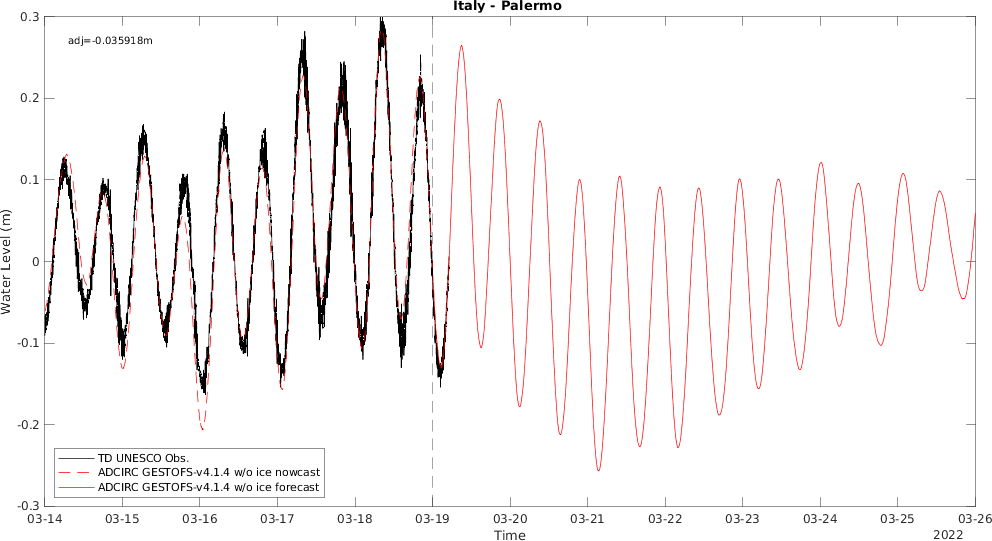 Italy - Palermo
adj=-0.035918m
0.3
0.2
0.1
0
-0.1
-0.2
-0.3
Water Level (m)
TD UNESCO Obs.
ADCIRC GESTOFS-v4.1.4 w/o ice nowcast
ADCIRC GESTOFS-v4.1.4 w/o ice forecast
03-14 03-15 03-16 03-17 03-18 03-19 03-20 03-21 03-22 03-23 03-24 03-25 03-26
Time
2022